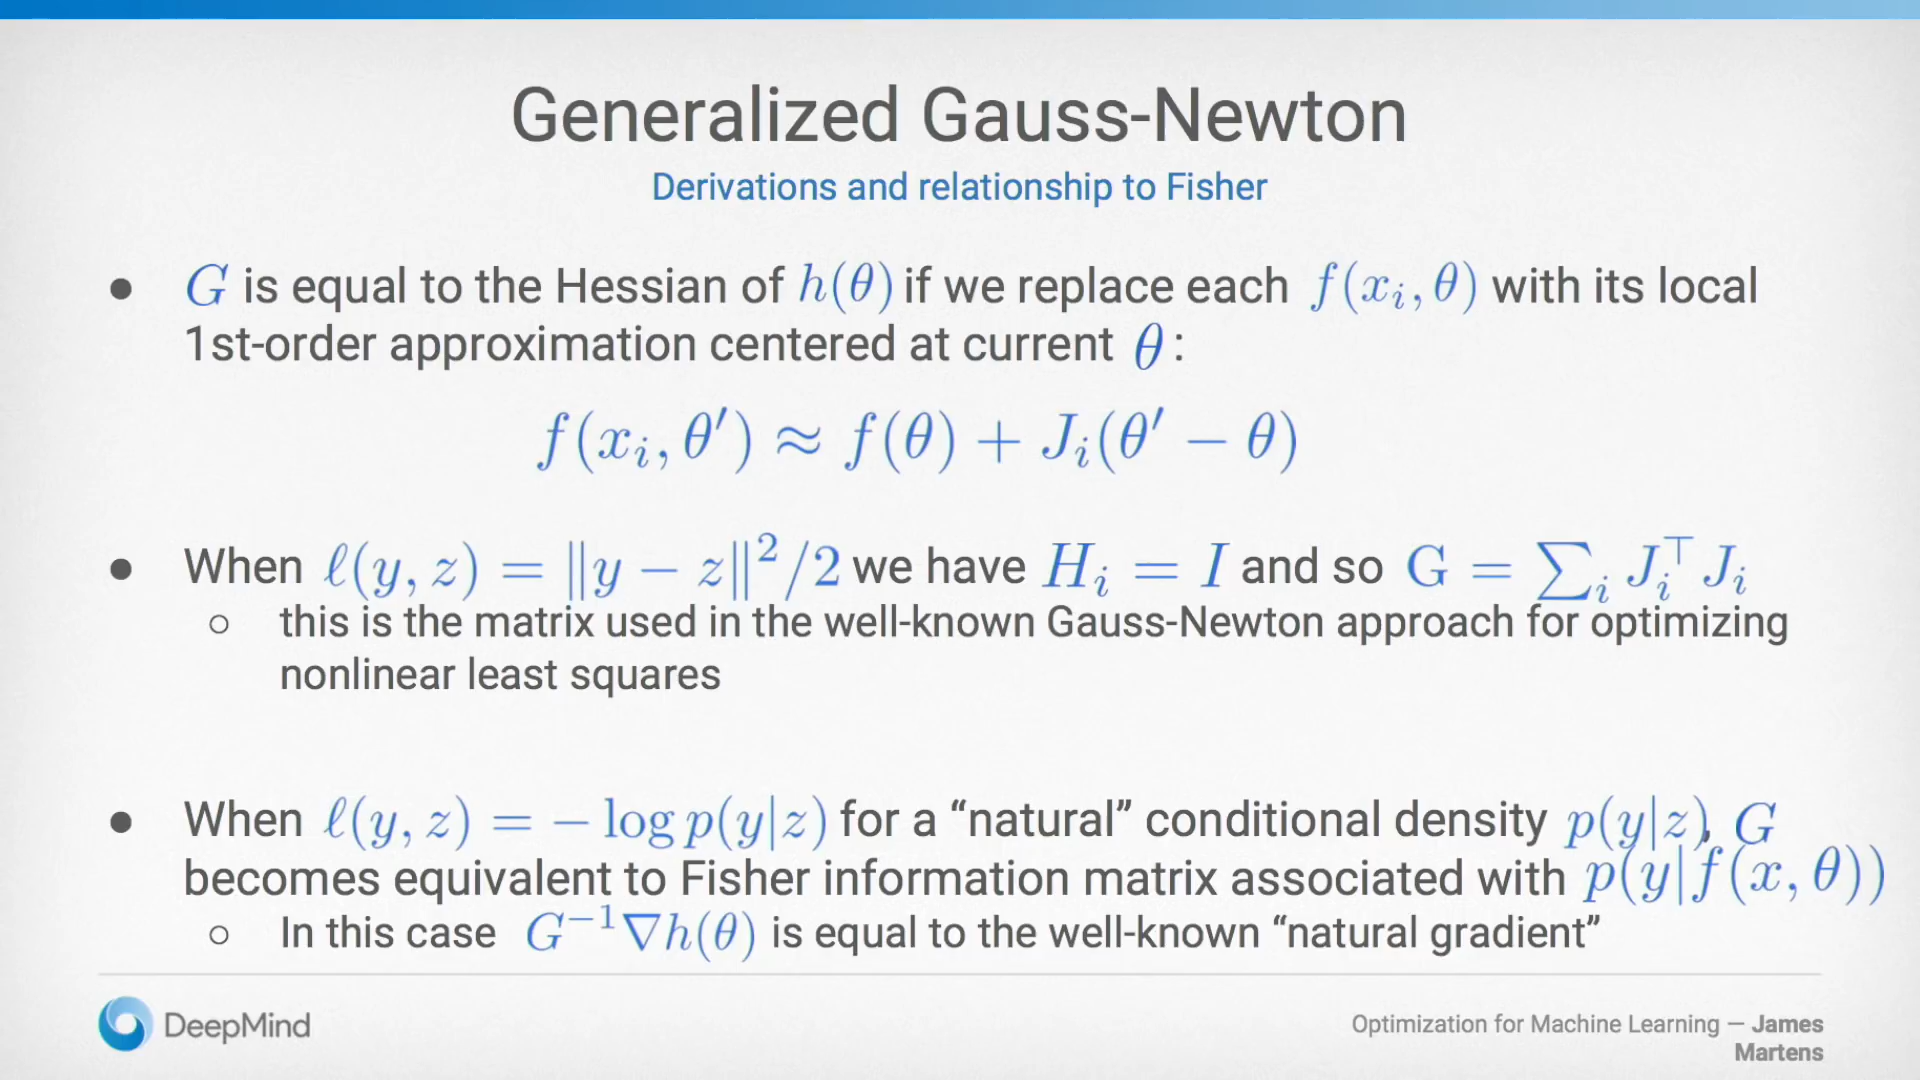 Generalized Gauss-Newton
Derivations and relationship to Fisher
● G is equal to the Hessian of h(θ) if we replace each f(xᵢ, θ) with its local
1st-order approximation centered at current θ:
f(xᵢ, θ′) ≈ f(θ) + Jᵢ(θ′ − θ)
● When ℓ(y, z) = ‖y − z‖²/2 we have Hᵢ = I and so G = ∑ᵢ Jᵢ⊤Jᵢ
○ this is the matrix used in the well-known Gauss-Newton approach for optimizing
nonlinear least squares
● When ℓ(y, z) = − log p(y|z) for a “natural” conditional density p(y|z), G
becomes equivalent to Fisher information matrix associated with p(y|f(x, θ))
○ In this case G⁻¹∇h(θ) is equal to the well-known “natural gradient”
DeepMind
Optimization for Machine Learning — James
Martens